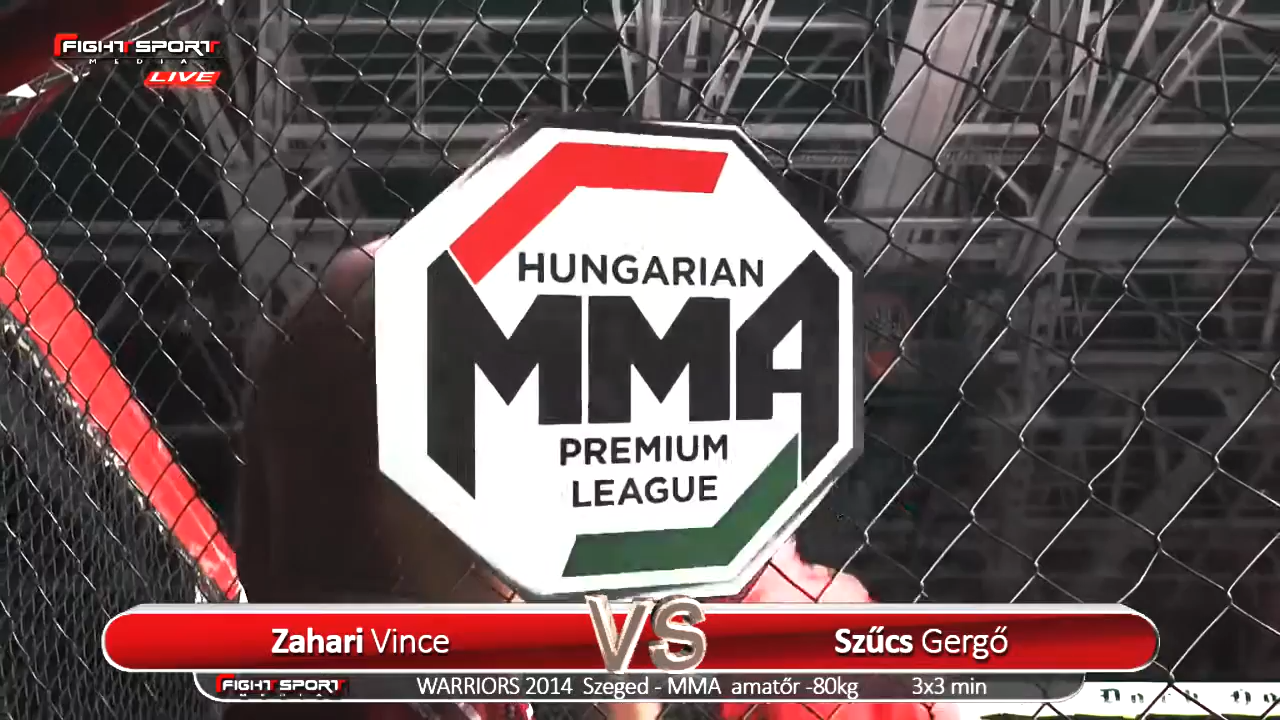 FIGHT SPORT
MEDIA
LIVE
HUNGARIAN
MMA
PREMIUM
LEAGUE
Zahari Vince VS Szűcs Gergő
FIGHT SPORT WARRIORS 2014 Szeged - MMA amatőr -80kg 3x3 min